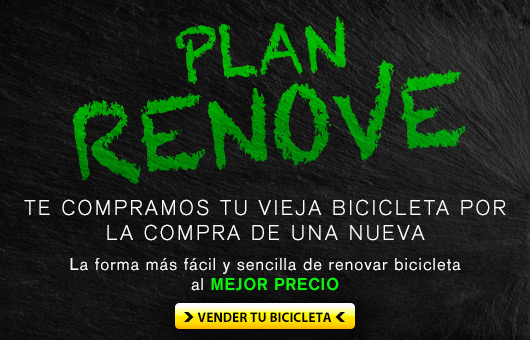 PLAN
RENOVE
TE COMPRAMOS TU VIEJA BICICLETA POR
LA COMPRA DE UNA NUEVA
La forma más fácil y sencilla de renovar bicicleta
al MEJOR PRECIO
VENDER TU BICICLETA